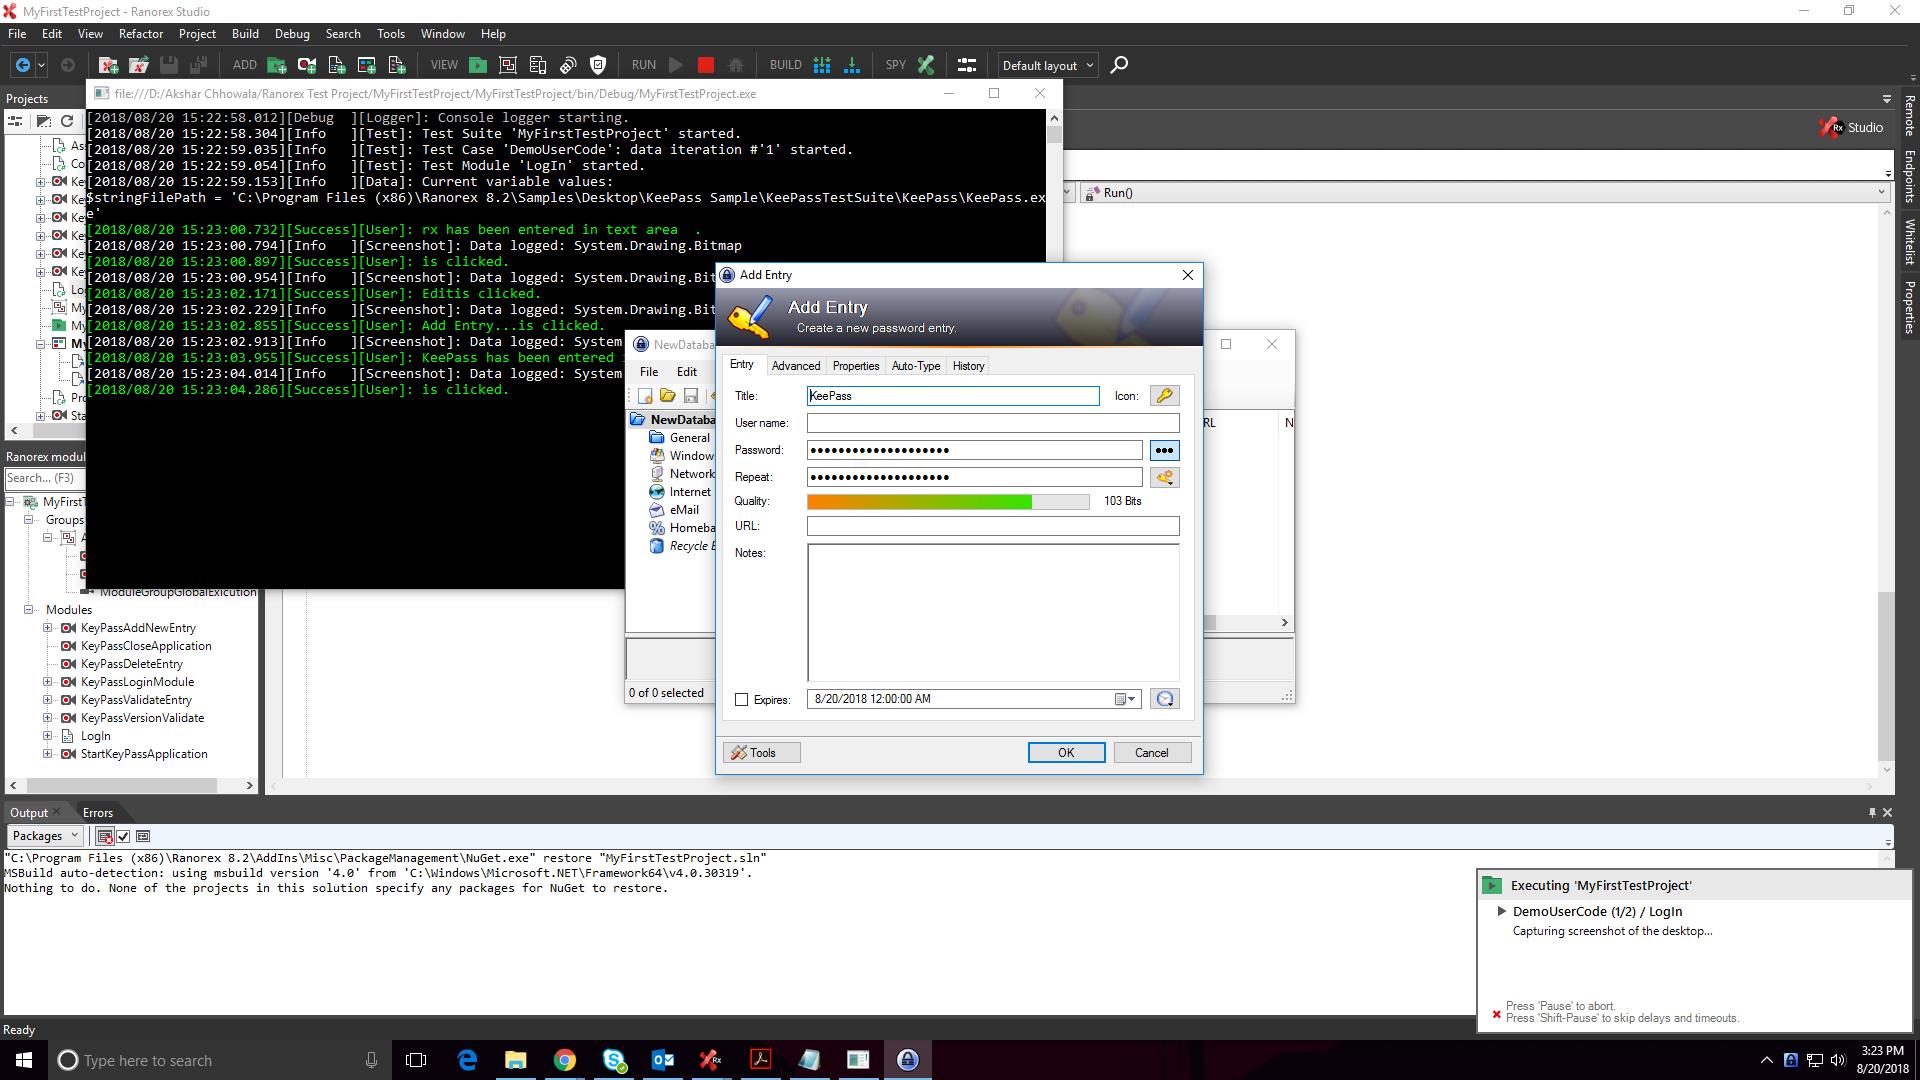 MyFirstTestProject - Ranorex Studio
File Edit View Refactor Project Build Debug Search Tools Window Help
ADD VIEW RUN BUILD SPY Default layout
Projects
file:///D:/Akshar Chhowala/Ranorex Test Project/MyFirstTestProject/MyFirstTestProject/bin/Debug/MyFirstTestProject.exe
Rx Studio
Run()
Remote
Endpoints
Whitelist
Properties
[2018/08/20 15:22:58.012][Debug  ][Logger]: Console logger starting.
[2018/08/20 15:22:58.304][Info   ][Test]: Test Suite 'MyFirstTestProject' started.
[2018/08/20 15:22:59.035][Info   ][Test]: Test Case 'DemoUserCode': data iteration #'1' started.
[2018/08/20 15:22:59.054][Info   ][Test]: Test Module 'LogIn' started.
[2018/08/20 15:22:59.153][Info   ][Data]: Current variable values:
$stringFilePath = 'C:\Program Files (x86)\Ranorex 8.2\Samples\Desktop\KeePass Sample\KeePassTestSuite\KeePass\KeePass.ex
e'
[2018/08/20 15:23:00.732][Success][User]: rx has been entered in text area  .
[2018/08/20 15:23:00.794][Info   ][Screenshot]: Data logged: System.Drawing.Bitmap
[2018/08/20 15:23:00.897][Success][User]: is clicked.
[2018/08/20 15:23:00.954][Info   ][Screenshot]: Data logged: System.Drawing.Bit
[2018/08/20 15:23:02.171][Success][User]: Editis clicked.
[2018/08/20 15:23:02.229][Info   ][Screenshot]: Data logged: System.Drawing.Bit
[2018/08/20 15:23:02.855][Success][User]: Add Entry...is clicked.
[2018/08/20 15:23:02.913][Info   ][Screenshot]: Data logged: System
[2018/08/20 15:23:03.955][Success][User]: KeePass has been entered
[2018/08/20 15:23:04.014][Info   ][Screenshot]: Data logged: System
[2018/08/20 15:23:04.286][Success][User]: is clicked.
Ass
Co
Key
Key
Key
Key
Key
Key
Lo
My
My
My
Pro
Sta
Ranorex modul
Search... (F3)
MyFirstT
Groups
A
ModuleGroupGlobalExicution
Modules
KeyPassAddNewEntry
KeyPassCloseApplication
KeyPassDeleteEntry
KeyPassLoginModule
KeyPassValidateEntry
KeyPassVersionValidate
LogIn
StartKeyPassApplication
NewDataba
File Edit
NewDataba
General
Window
Network
Internet
eMail
Homeba
Recycle B
RL N
0 of 0 selected
Add Entry
Add Entry
Create a new password entry.
Entry Advanced Properties Auto-Type History
Title: KeePass Icon:
User name:
Password: ●●●●●●●●●●●●●●●●●●●● •••
Repeat: ●●●●●●●●●●●●●●●●●●●●
Quality: 103 Bits
URL:
Notes:
Expires: 8/20/2018 12:00:00 AM
Tools OK Cancel
Output Errors
Packages
"C:\Program Files (x86)\Ranorex 8.2\AddIns\Misc\PackageManagement\NuGet.exe" restore "MyFirstTestProject.sln"
MSBuild auto-detection: using msbuild version '4.0' from 'C:\Windows\Microsoft.NET\Framework64\v4.0.30319'.
Nothing to do. None of the projects in this solution specify any packages for NuGet to restore.
Executing 'MyFirstTestProject'
DemoUserCode (1/2) / LogIn
Capturing screenshot of the desktop...
Press 'Pause' to abort.
Press 'Shift-Pause' to skip delays and timeouts.
Ready
Type here to search
3:23 PM
8/20/2018